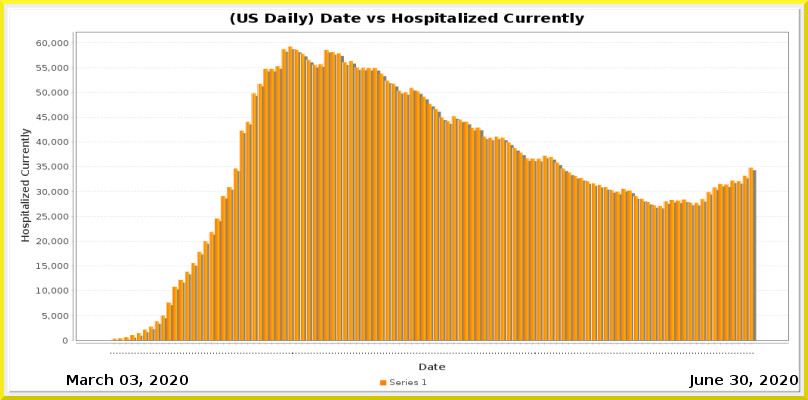 (US Daily) Date vs Hospitalized Currently
60,000
55,000
50,000
45,000
40,000
35,000
30,000
25,000
20,000
15,000
10,000
5,000
0
Hospitalized Currently
Date
March 03, 2020
June 30, 2020
Series 1